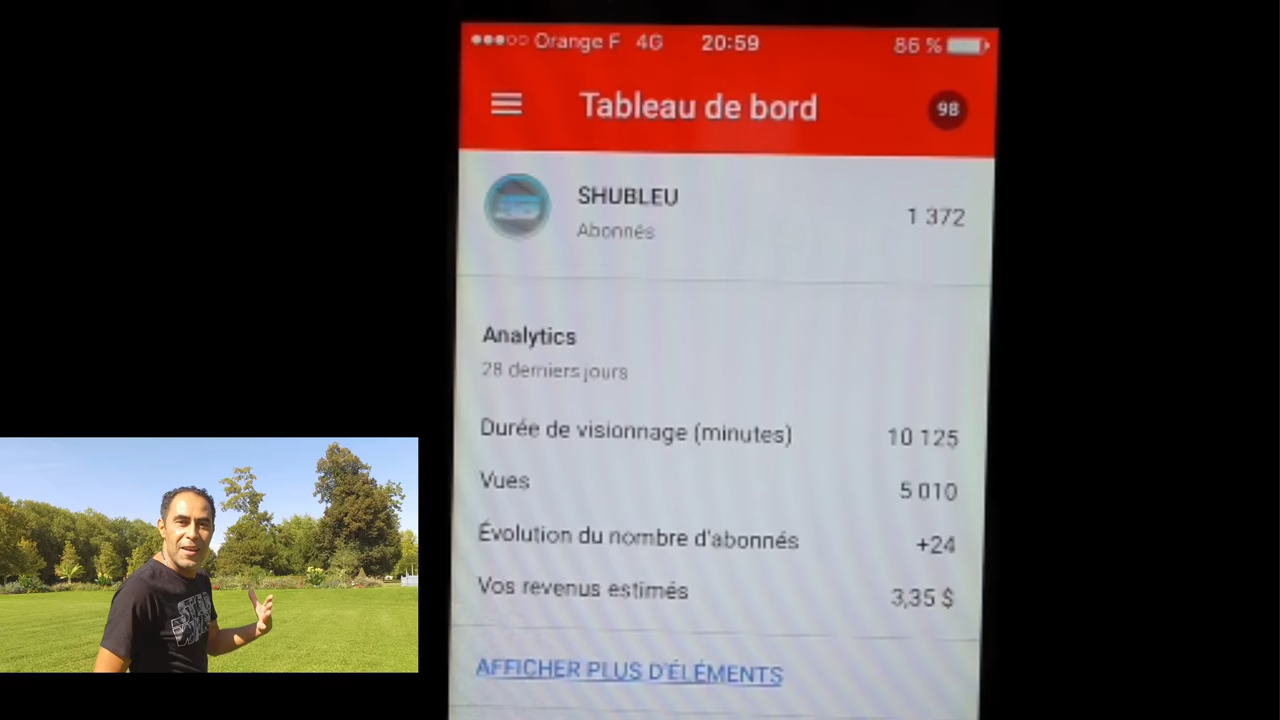 Orange F 4G 20:59 86 %
Tableau de bord 98
SHUBLEU
Abonnés
1 372
Analytics
28 derniers jours
Durée de visionnage (minutes) 10 125
Vues 5 010
Évolution du nombre d'abonnés +24
Vos revenus estimés 3,35 $
AFFICHER PLUS D'ÉLÉMENTS